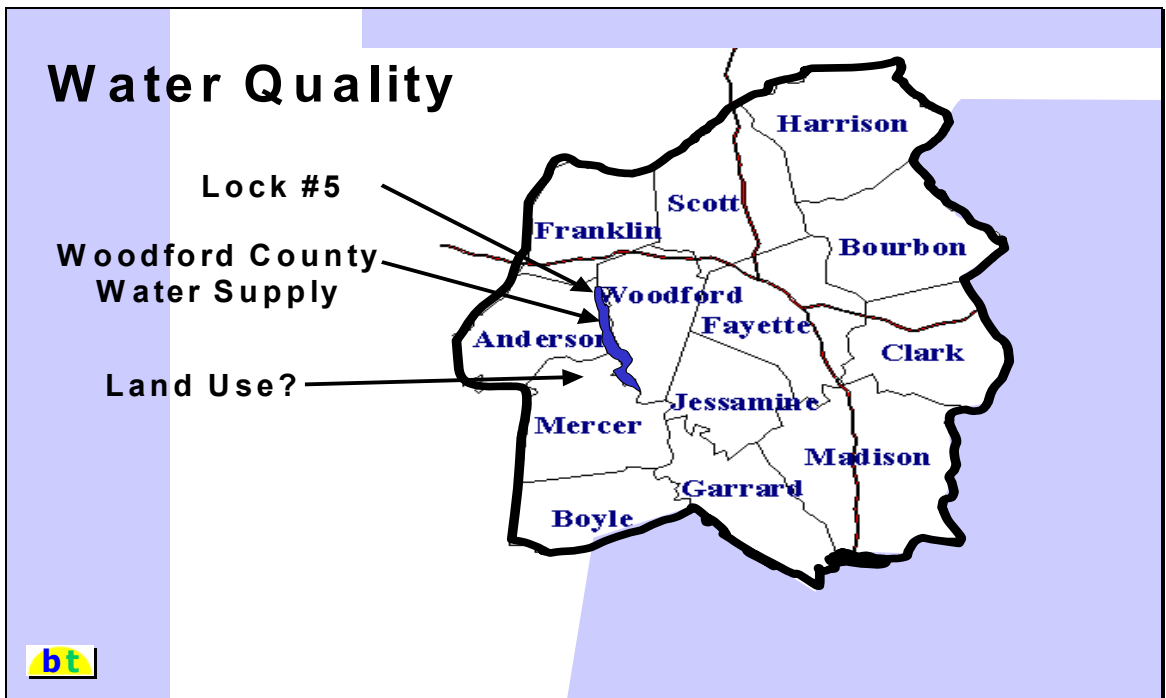 Water Quality
Harrison
Lock #5
Scott
Franklin
Bourbon
Woodford County
Water Supply
Woodford
Fayette
Anderson
Clark
Land Use?
Jessamine
Mercer
Madison
Garrard
Boyle
bt